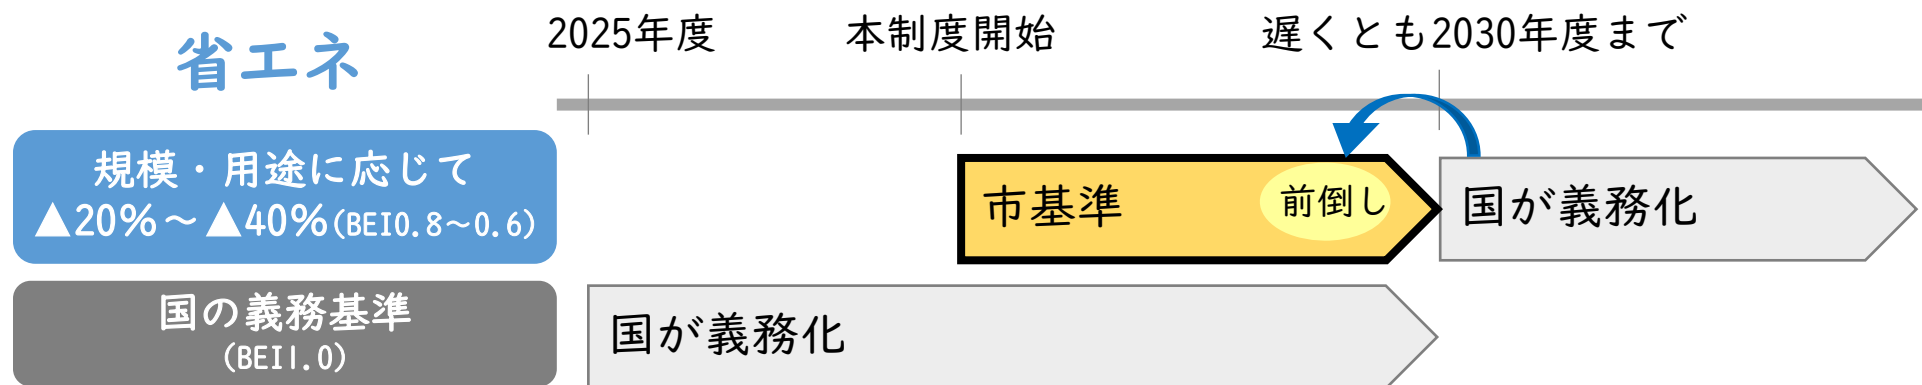 省エネ
2025年度
本制度開始
遅くとも2030年度まで
規模・用途に応じて
▲20%～▲40%(BEI0.8～0.6)
市基準
前倒し
国が義務化
国の義務基準
(BEI1.0)
国が義務化